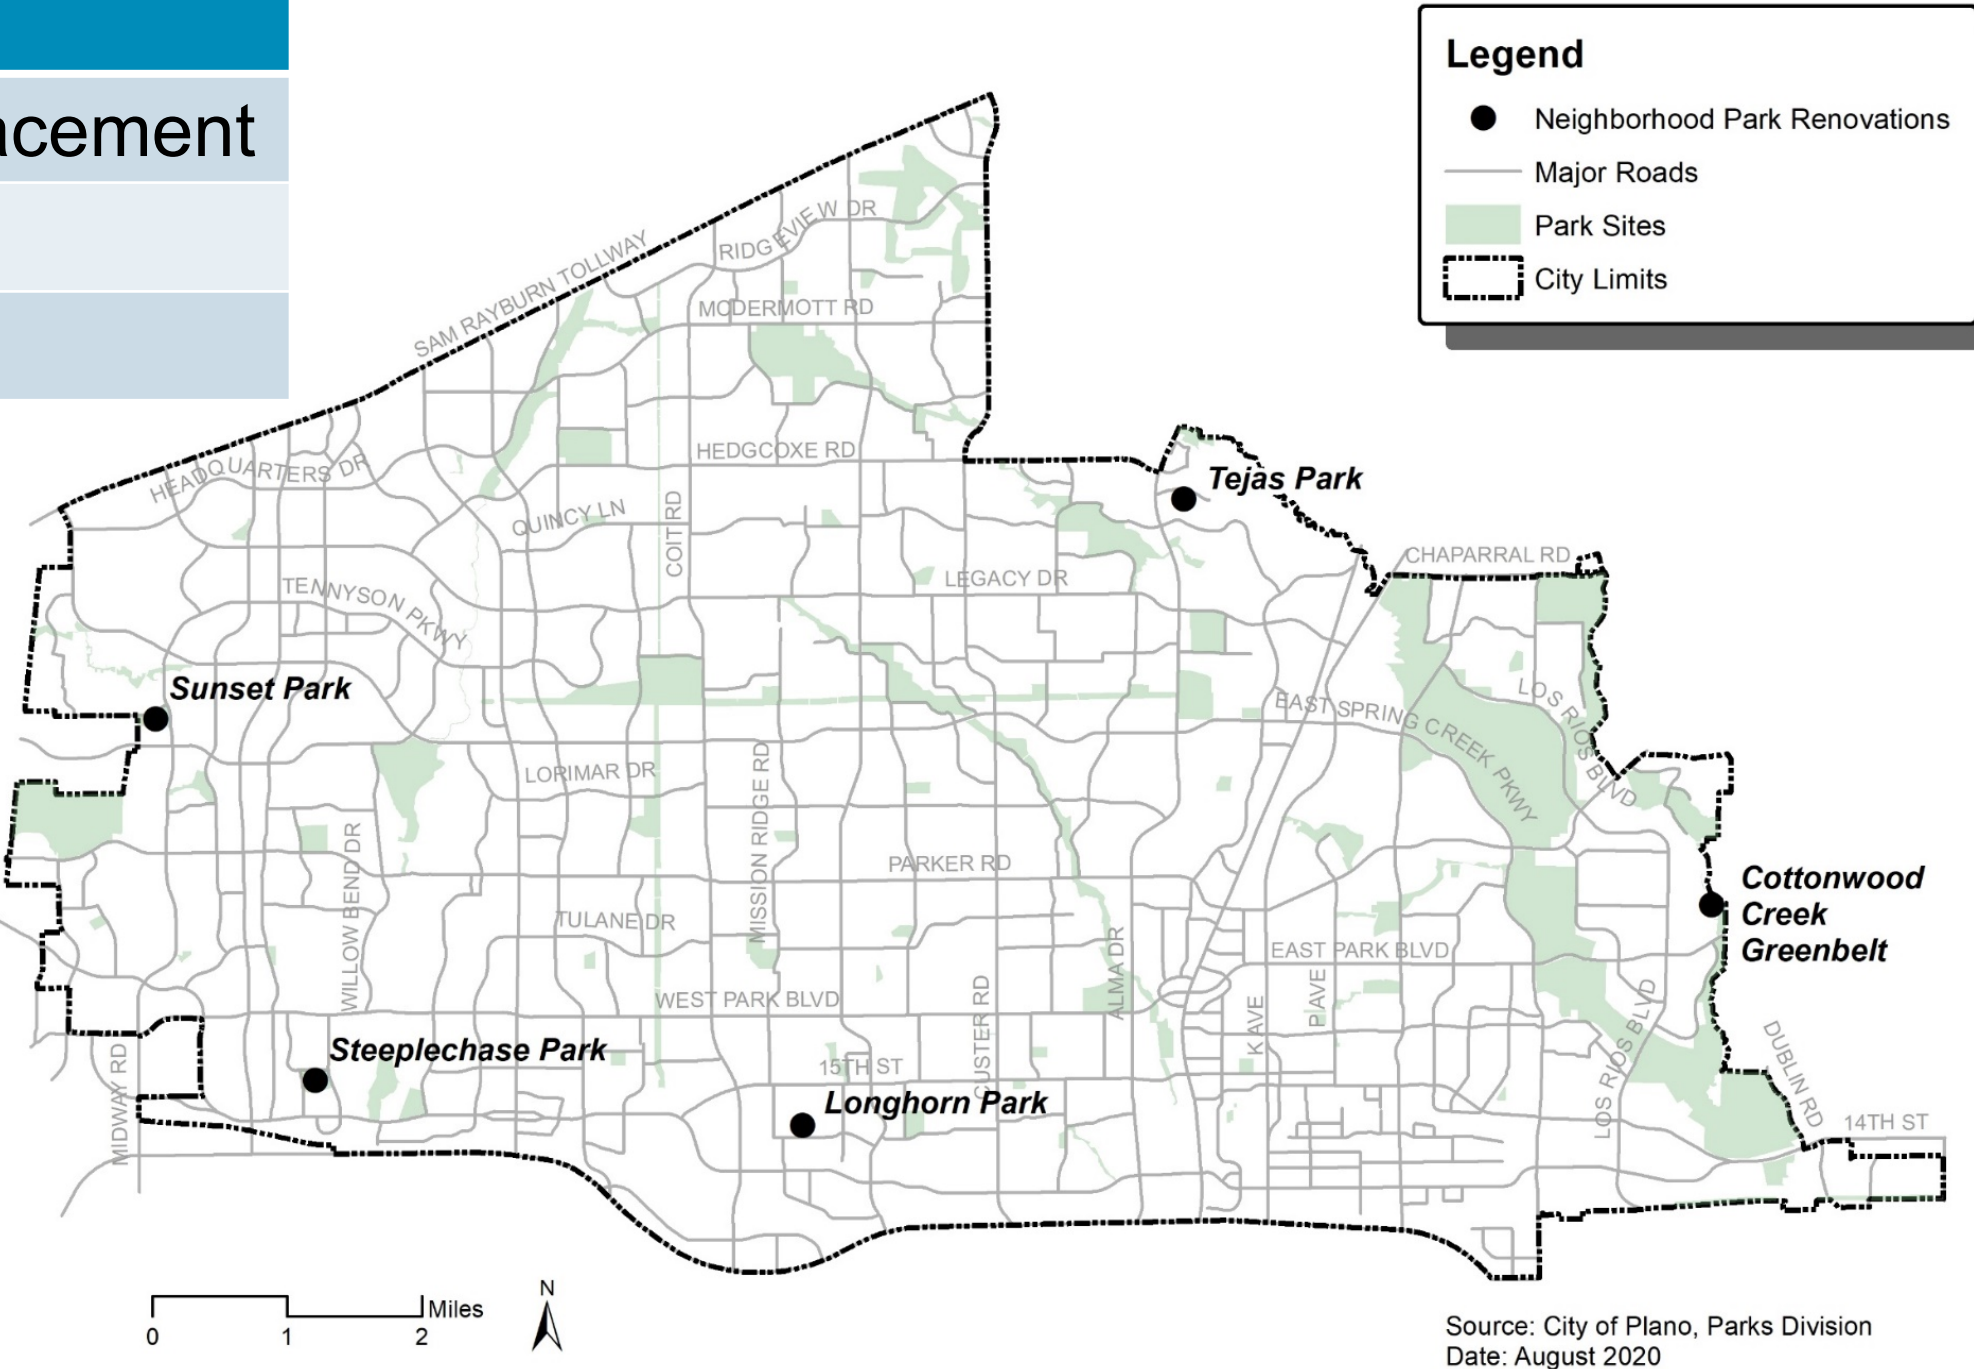 acement
Legend
Neighborhood Park Renovations
Major Roads
Park Sites
City Limits
RIDGEVIEW DR
SAM RAYBURN TOLLWAY
MCDERMOTT RD
HEDGCOXE RD
HEADQUARTERS DR
Tejas Park
QUINCY LN
COIT RD
CHAPARRAL RD
LEGACY DR
TENNYSON PKWY
Sunset Park
LOS RIOS BLVD
EAST SPRING CREEK PKWY
LORIMAR DR
MISSION RIDGE RD
WILLOW BEND DR
PARKER RD
Cottonwood
Creek
Greenbelt
TULANE DR
EAST PARK BLVD
ALMA DR
WEST PARK BLVD
CUSTER RD
K AVE
P AVE
LOS RIOS BLVD
DUBLIN RD
Steeplechase Park
15TH ST
MIDWAY RD
Longhorn Park
14TH ST
N
Miles
0 1 2
Source: City of Plano, Parks Division
Date: August 2020